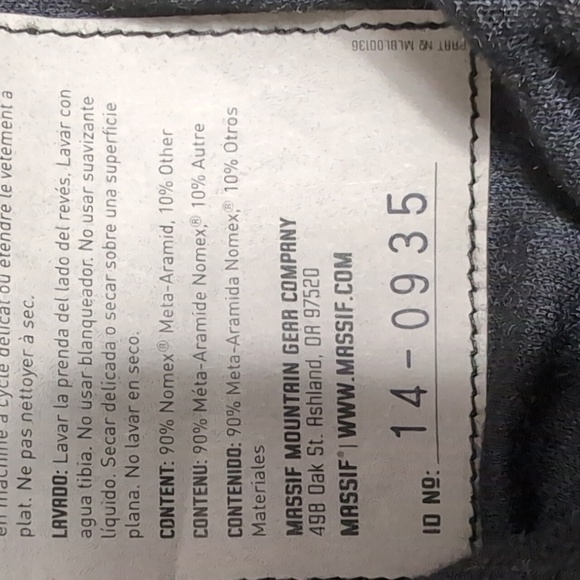 en machine à cycle délicat ou étendre le vêtement à
plat. Ne pas nettoyer à sec.
LAVADO: Lavar la prenda del lado del revés. Lavar con
agua tibia. No usar blanqueador. No usar suavizante
líquido. Secar delicada o secar sobre una superficie
plana. No lavar en seco.
CONTENT: 90% Nomex® Meta-Aramid, 10% Other
CONTENU: 90% Méta-Aramide Nomex,® 10% Autre
CONTENIDO: 90% Meta-Aramida Nomex,® 10% Otros
Materiales
MASSIF MOUNTAIN GEAR COMPANY
498 Oak St. Ashland, OR 97520
MASSIF® | WWW.MASSIF.COM
ID Nº: 14-0935
PART Nº MLBL00136